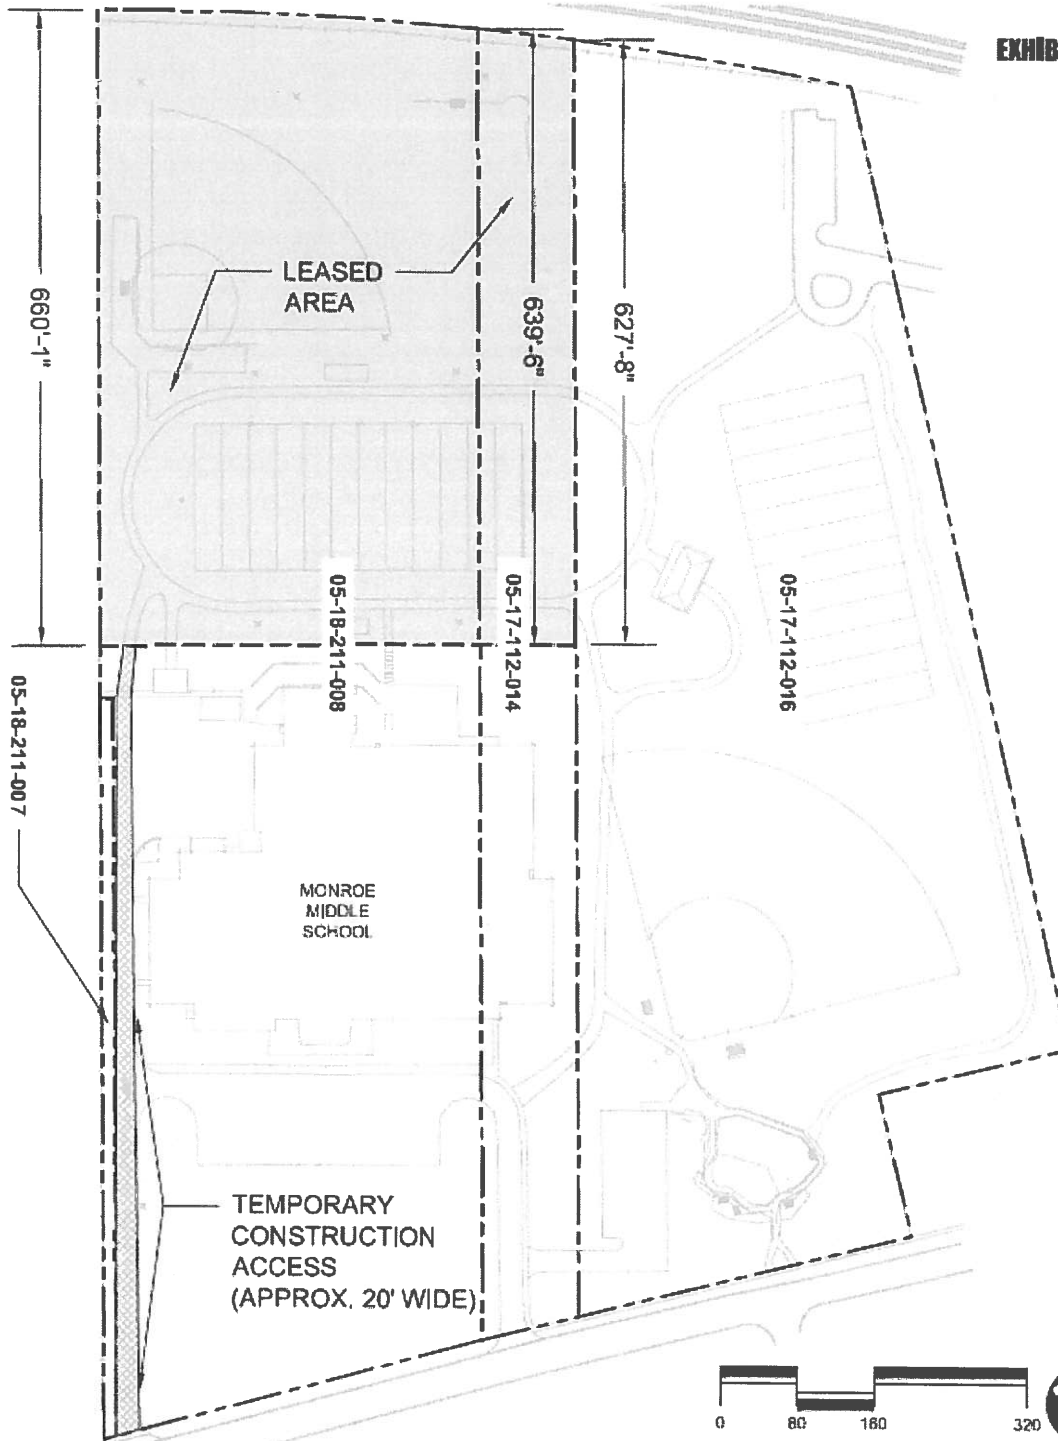 EXHIB
LEASED
AREA
660'-1"
639'-6"
627'-8"
05-18-211-008
05-17-112-014
05-17-112-016
05-18-211-007
MONROE
MIDDLE
SCHOOL
TEMPORARY
CONSTRUCTION
ACCESS
(APPROX. 20' WIDE)
0 80 160 320